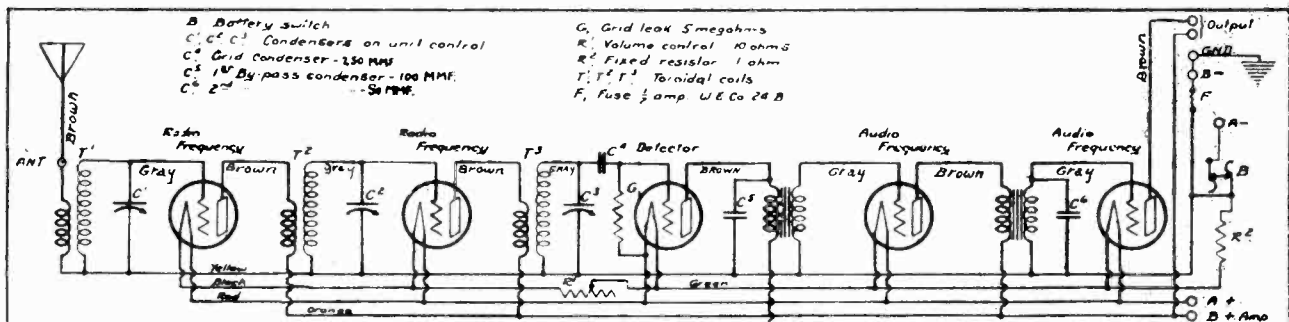 B Battery switch
C¹ C² C³ Condensers on unit control
C⁴ Grid Condenser - 250 MMF
C⁵ 1st By-pass condenser - 100 MMF.
C⁶ 2nd - 50 MMF.
G, Grid leak 5 megohms
R¹ Volume control 10 ohms
R² Fixed resistor 1 ohm
T¹ T² T³ Toroidal coils
F, Fuse ½ amp. W E Co 24 B
Output
GND
B-
F
A-
B
R²
Brown
Brown
ANT
T¹
Gray
C¹
Frequency
Brown
T²
Gray
C²
Radio
Frequency
Brown
T³
GRAY
C³
C⁴
G
Detector
BROWN
C⁵
Audio
Frequency
Gray
Brown
Audio
Frequency
Gray
C⁶
Yellow
Black
Red
Orange
R¹
Green
A +
B + Amp